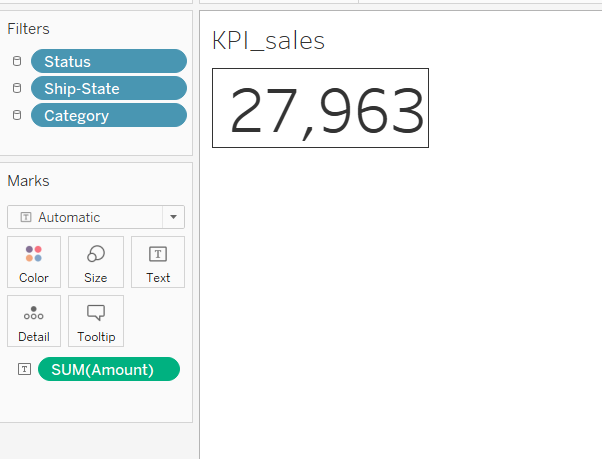 Filters
Status
Ship-State
Category
Marks
T Automatic
Color Size T Text
Detail Tooltip
T SUM(Amount)
KPI_sales
27,963